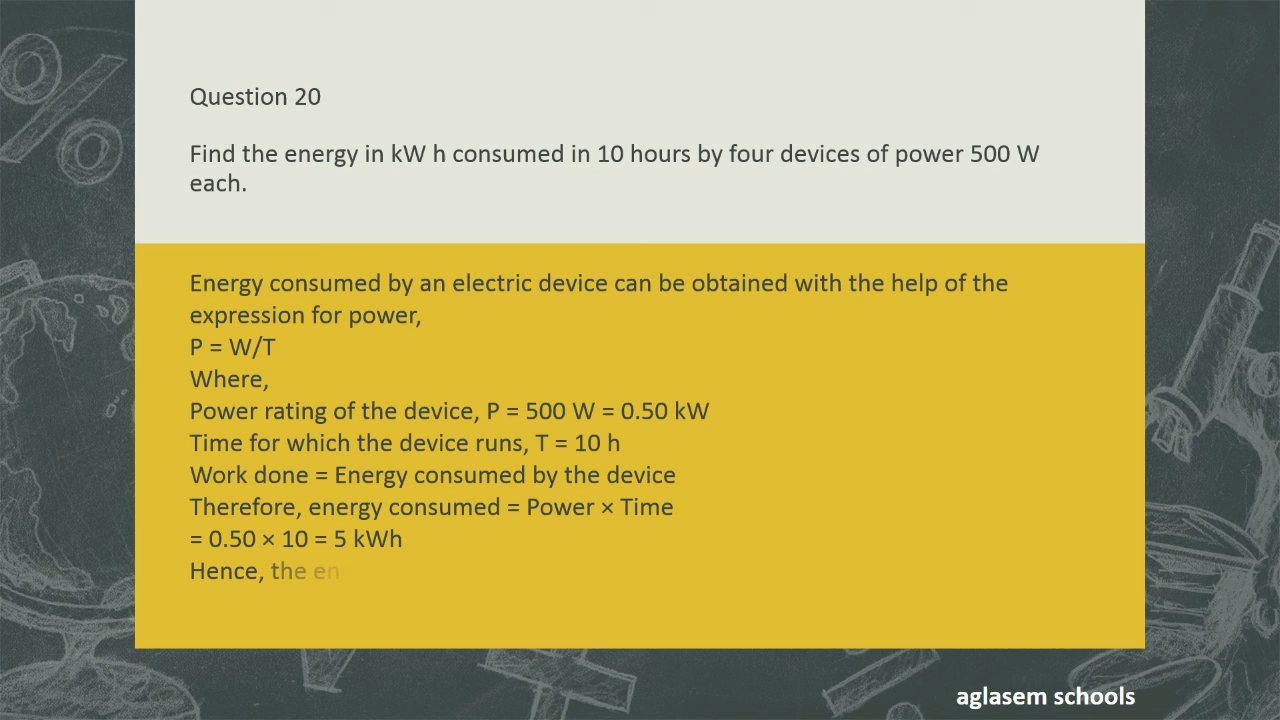 Question 20
Find the energy in kW h consumed in 10 hours by four devices of power 500 W
each.
Energy consumed by an electric device can be obtained with the help of the
expression for power,
P = W/T
Where,
Power rating of the device, P = 500 W = 0.50 kW
Time for which the device runs, T = 10 h
Work done = Energy consumed by the device
Therefore, energy consumed = Power × Time
= 0.50 × 10 = 5 kWh
Hence, the en
aglasem schools